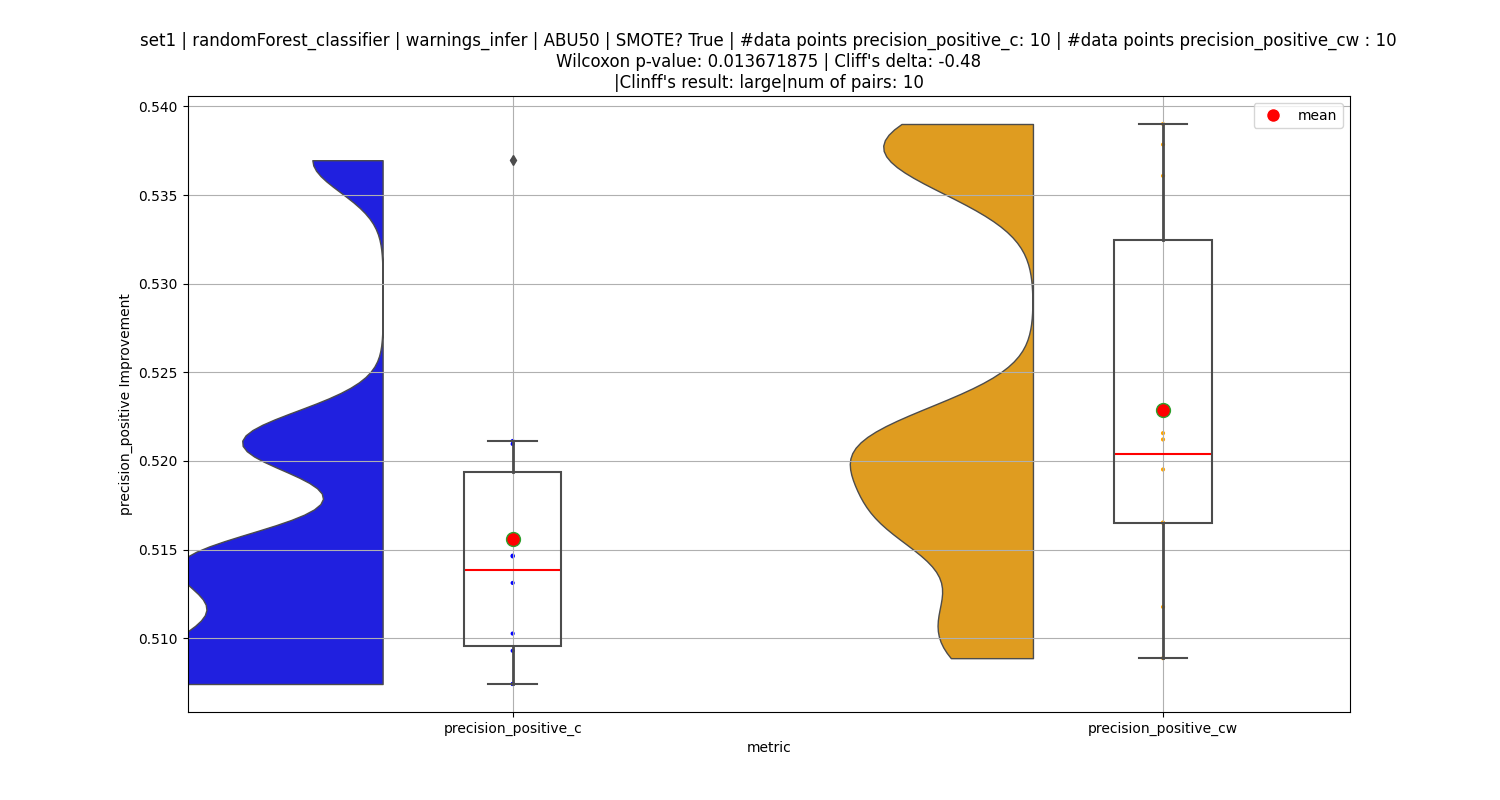 set1 | randomForest_classifier | warnings_infer | ABU50 | SMOTE? True | #data points precision_positive_c: 10 | #data points precision_positive_cw : 10
Wilcoxon p-value: 0.013671875 | Cliff's delta: -0.48
|Clinff's result: large|num of pairs: 10
mean
0.540
0.535
0.530
0.525
0.520
0.515
0.510
precision_positive Improvement
precision_positive_c
precision_positive_cw
metric